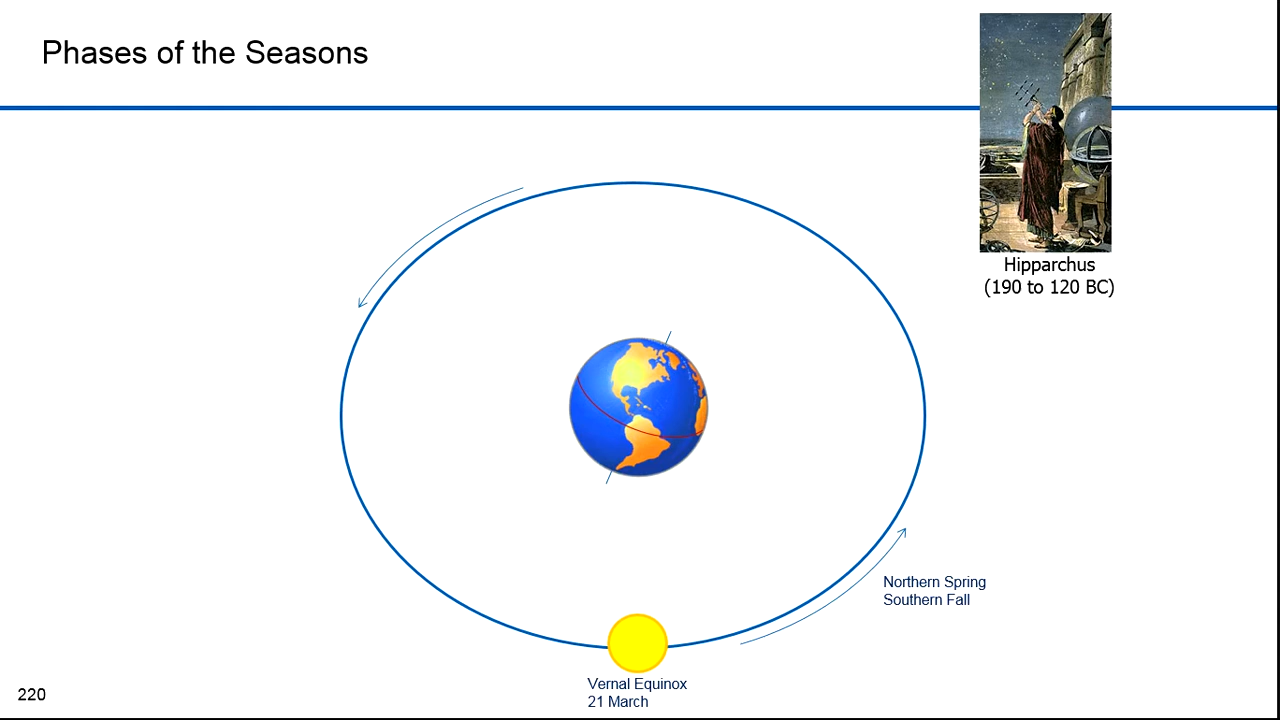 Phases of the Seasons
Hipparchus
(190 to 120 BC)
Northern Spring
Southern Fall
Vernal Equinox
21 March
220